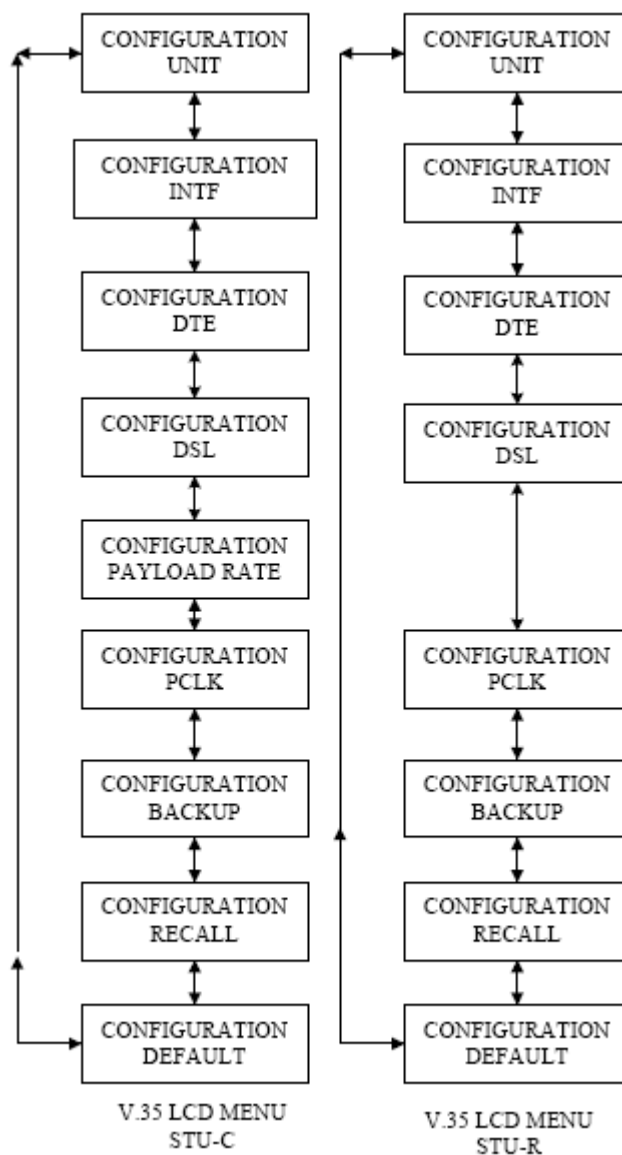 CONFIGURATION
UNIT
CONFIGURATION
INTF
CONFIGURATION
DTE
CONFIGURATION
DSL
CONFIGURATION
PAYLOAD RATE
CONFIGURATION
PCLK
CONFIGURATION
BACKUP
CONFIGURATION
RECALL
CONFIGURATION
DEFAULT
V.35 LCD MENU
STU-C
CONFIGURATION
UNIT
CONFIGURATION
INTF
CONFIGURATION
DTE
CONFIGURATION
DSL
CONFIGURATION
PCLK
CONFIGURATION
BACKUP
CONFIGURATION
RECALL
CONFIGURATION
DEFAULT
V.35 LCD MENU
STU-R